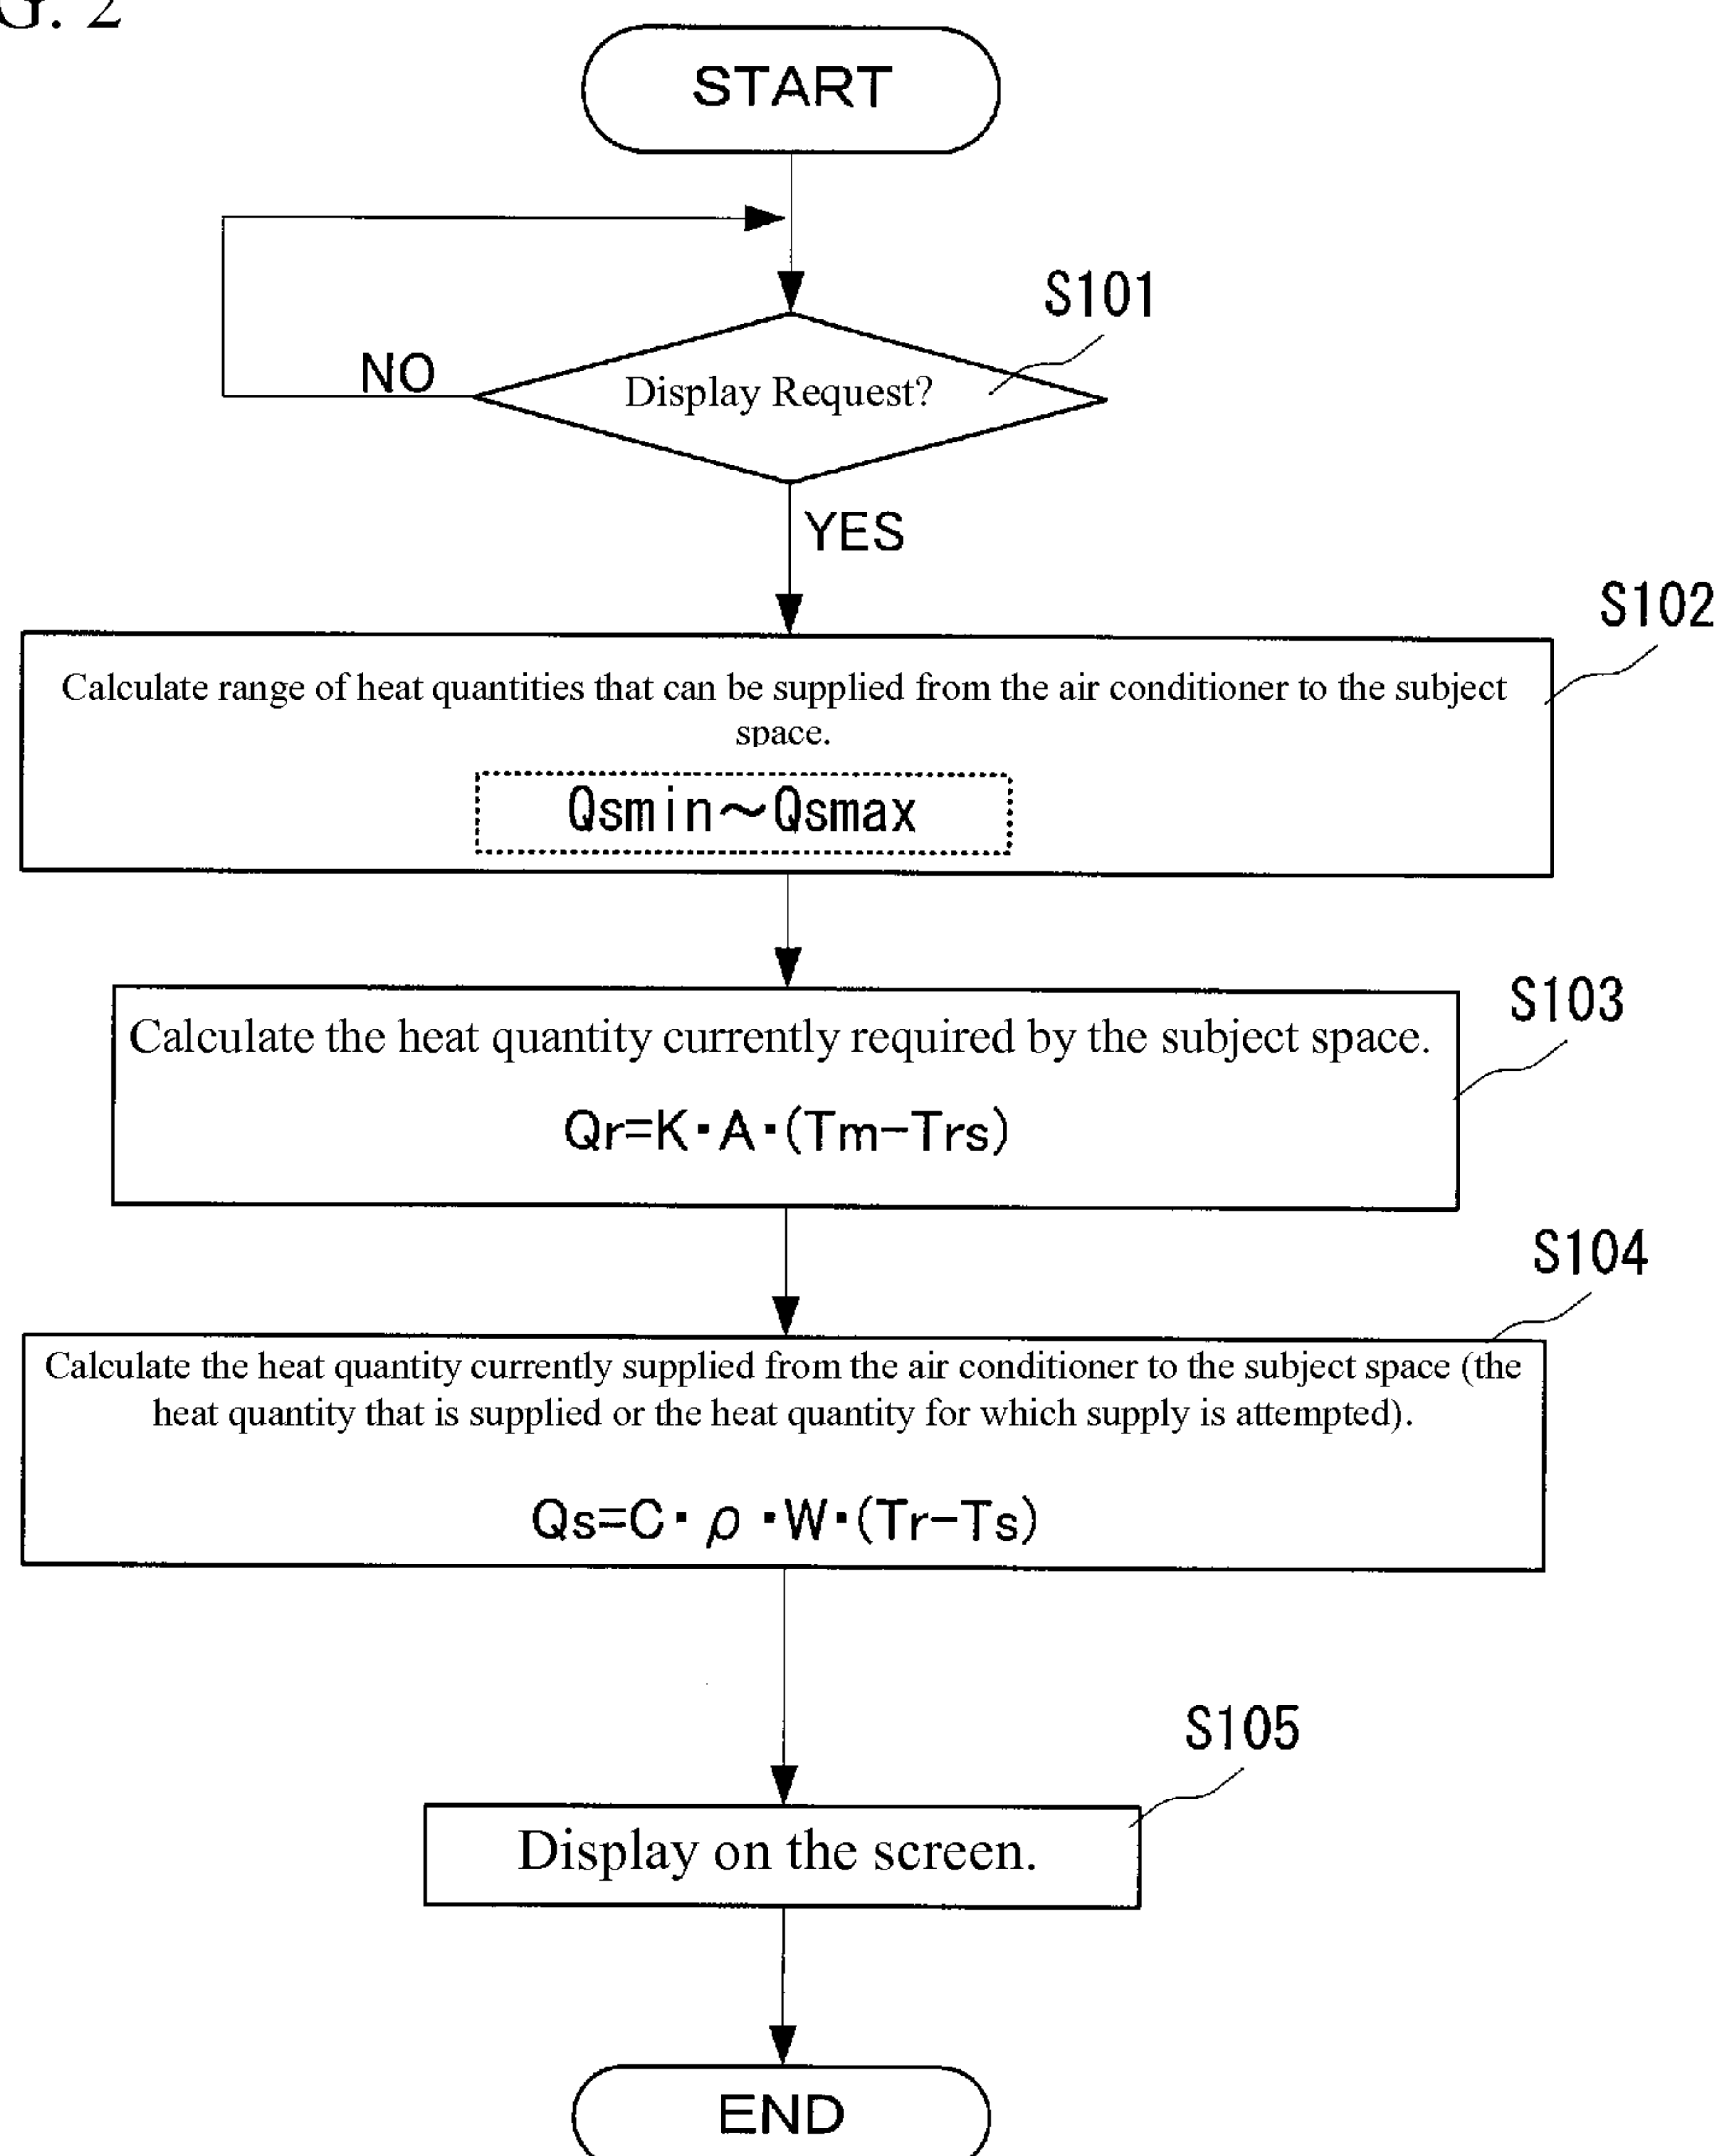 G. 2
START
S101
NO
Display Request?
YES
S102
Calculate range of heat quantities that can be supplied from the air conditioner to the subject
space.
Qsmin～Qsmax
S103
Calculate the heat quantity currently required by the subject space.
Qr=K・A・(Tm-Trs)
S104
Calculate the heat quantity currently supplied from the air conditioner to the subject space (the
heat quantity that is supplied or the heat quantity for which supply is attempted).
Qs=C・ρ・W・(Tr-Ts)
S105
Display on the screen.
END